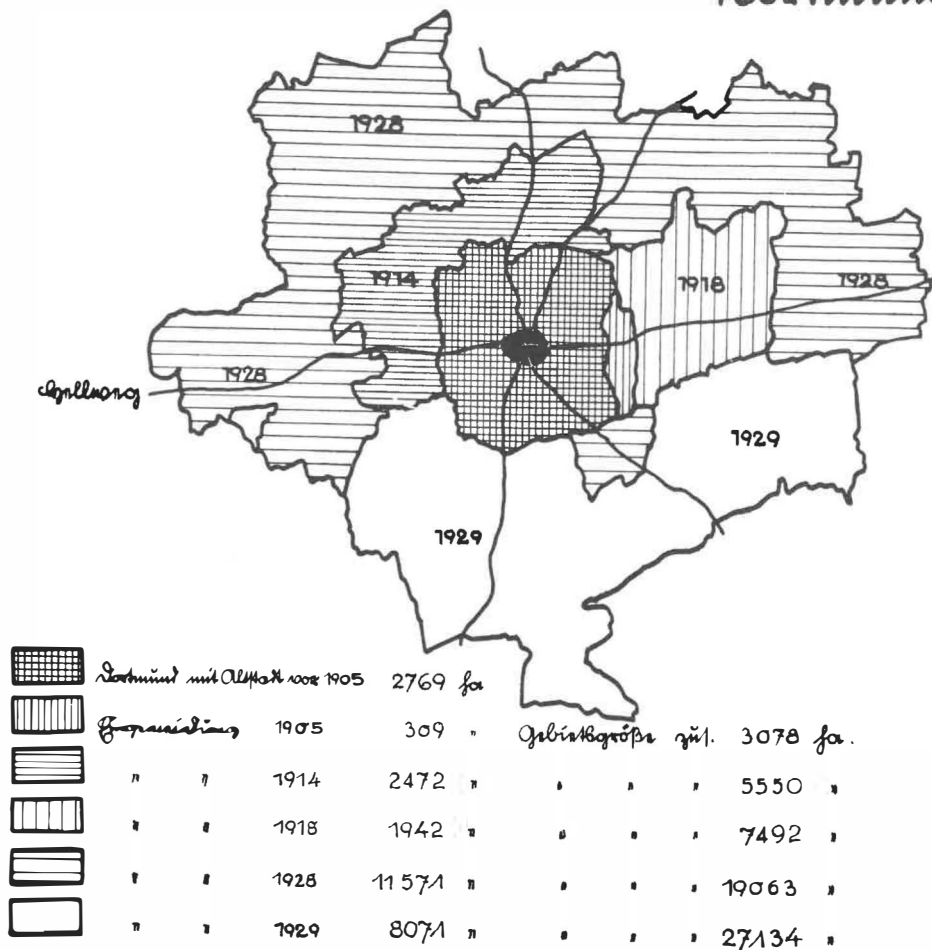 1928
1914
1918
1928
1928
Hellweg
1929
1929
Dortmund mit Altstadt vor 1905 2769 ha
Eingemeindung 1905 309 " Gebietsgröße zus. 3078 ha.
" " 1914 2472 " " " " 5550 "
" " 1918 1942 " " " " 7492 "
" " 1928 11571 " " " " 19063 "
" " 1929 8071 " " " " 27134 "